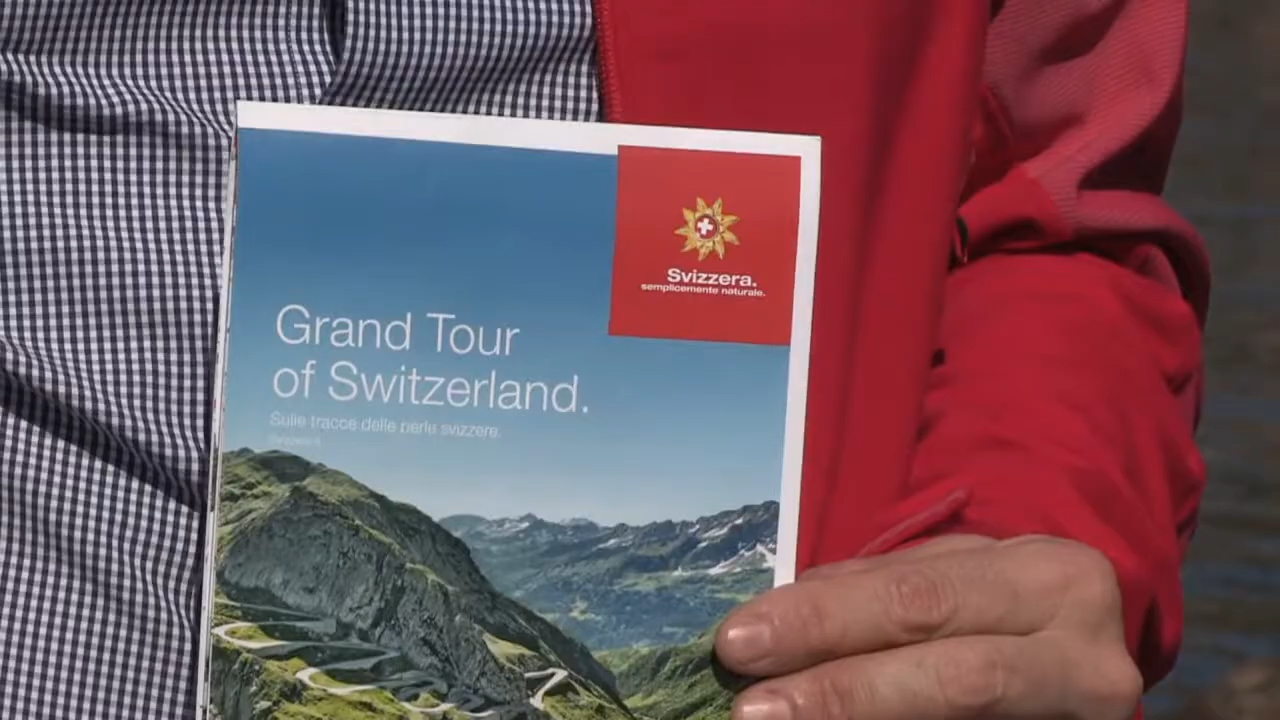 Svizzera.
semplicemente naturale.
Grand Tour
of Switzerland.
Sulle tracce delle perle svizzere.